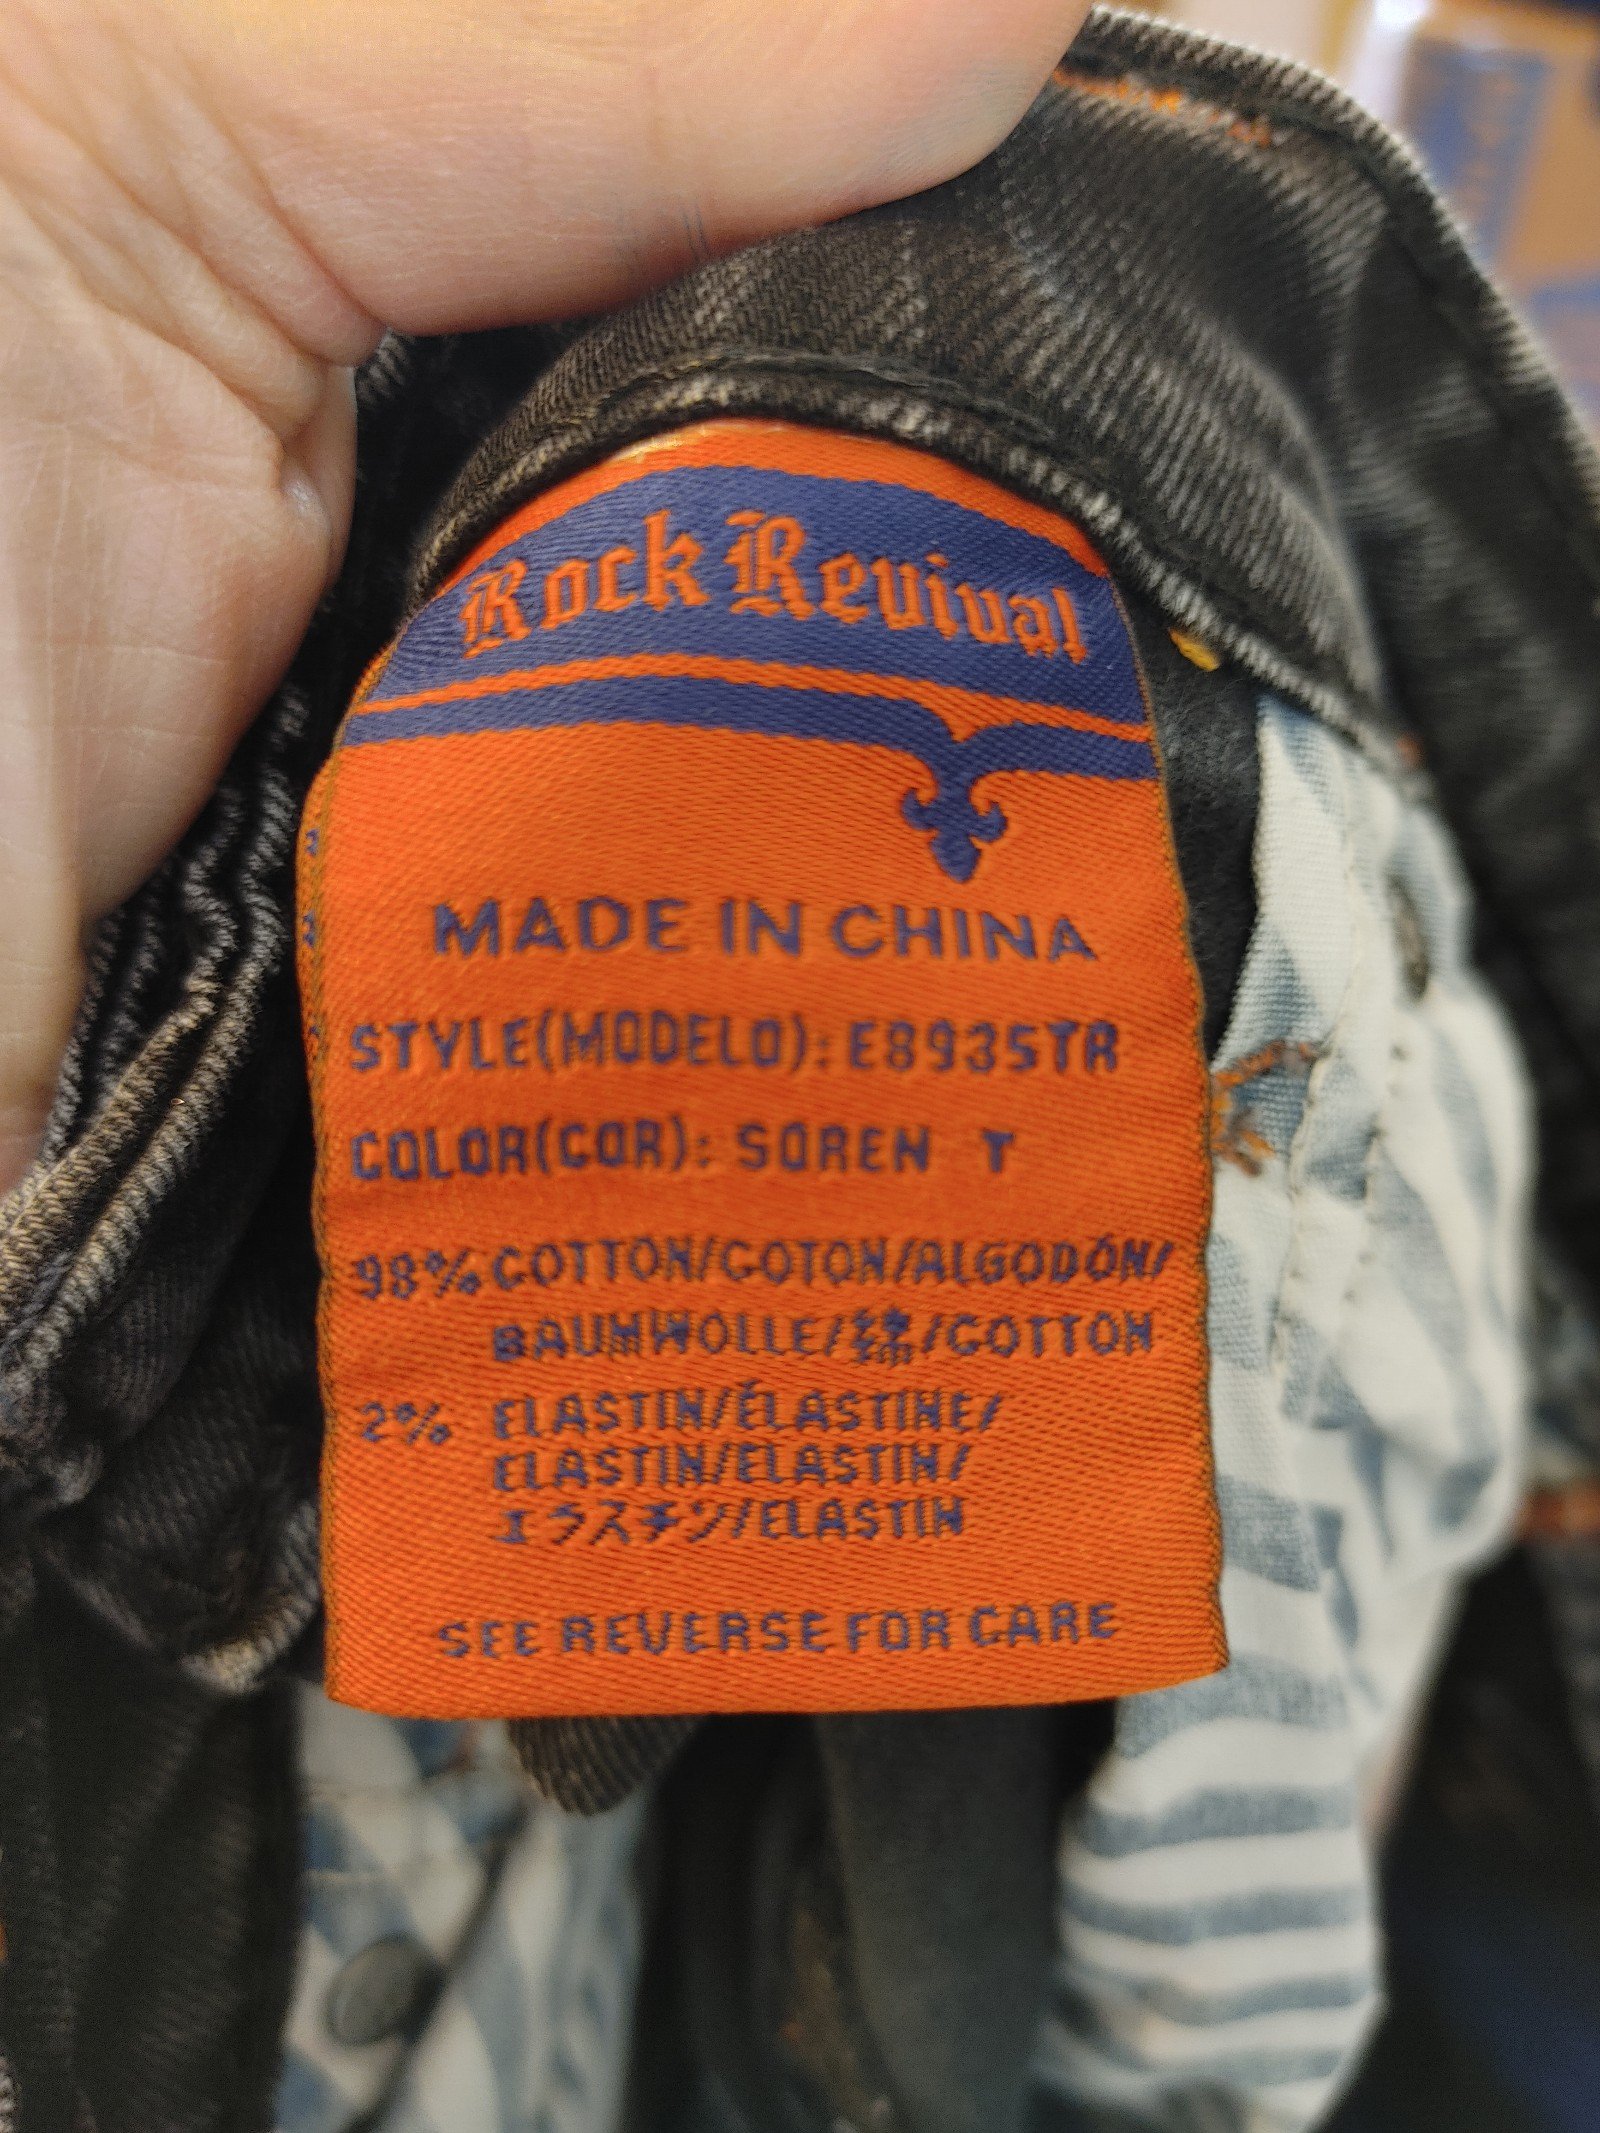 Rock Revival
MADE IN CHINA
STYLE(MODELO): E8935TR
COLOR(COR): SOREN T
98% COTTON/COTON/ALGODÓN/
BAUMWOLLE/綿/COTTON
2% ELASTIN/ÉLASTINE/
ELASTIN/ELASTIN/
エラスチン/ELASTIN
SEE REVERSE FOR CARE